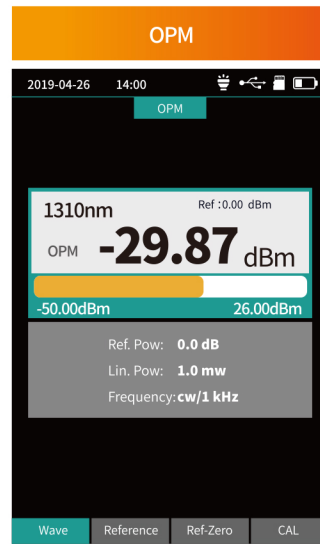 OPM
2019-04-26 14:00
OPM
1310nm Ref :0.00 dBm
OPM -29.87 dBm
-50.00dBm 26.00dBm
Ref. Pow: 0.0 dB
Lin. Pow: 1.0 mw
Frequency:cw/1 kHz
Wave Reference Ref-Zero CAL